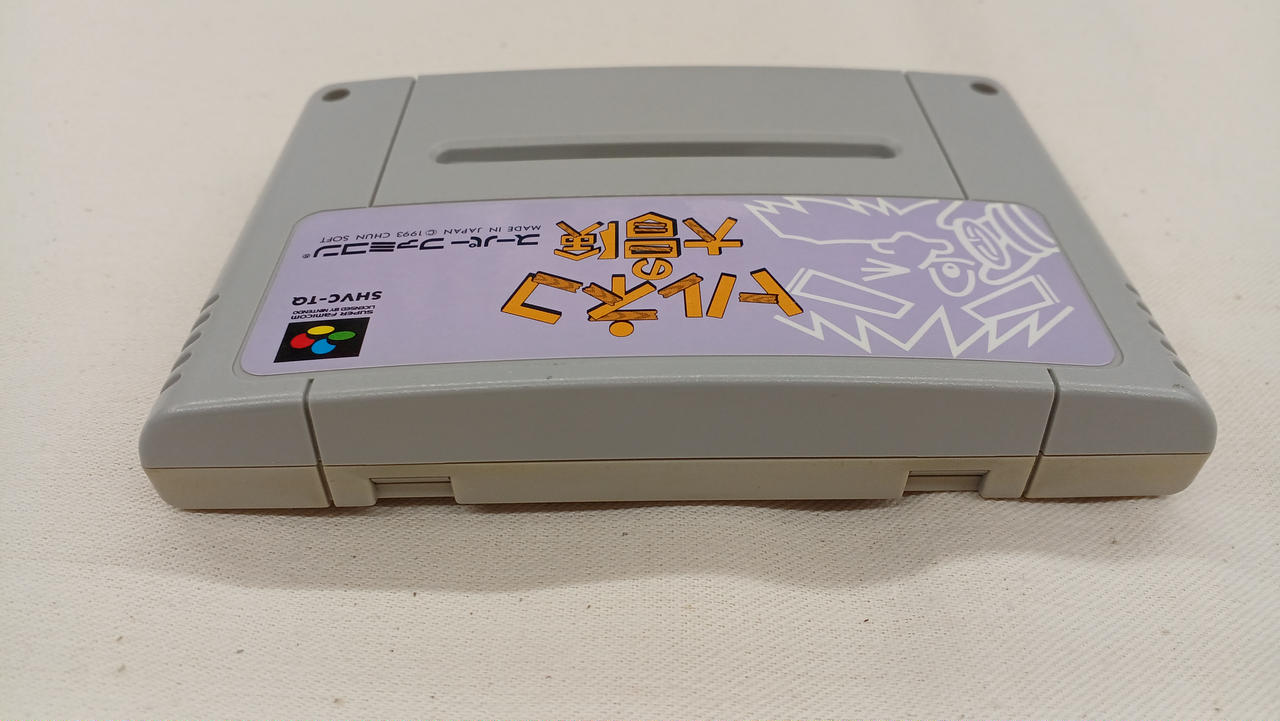 トルネコ
の
大冒険
スーパーファミコン®
MADE IN JAPAN © 1993 CHUN SOFT
SHVC-TQ
SUPER FAMICOM
LICENSED BY NINTENDO